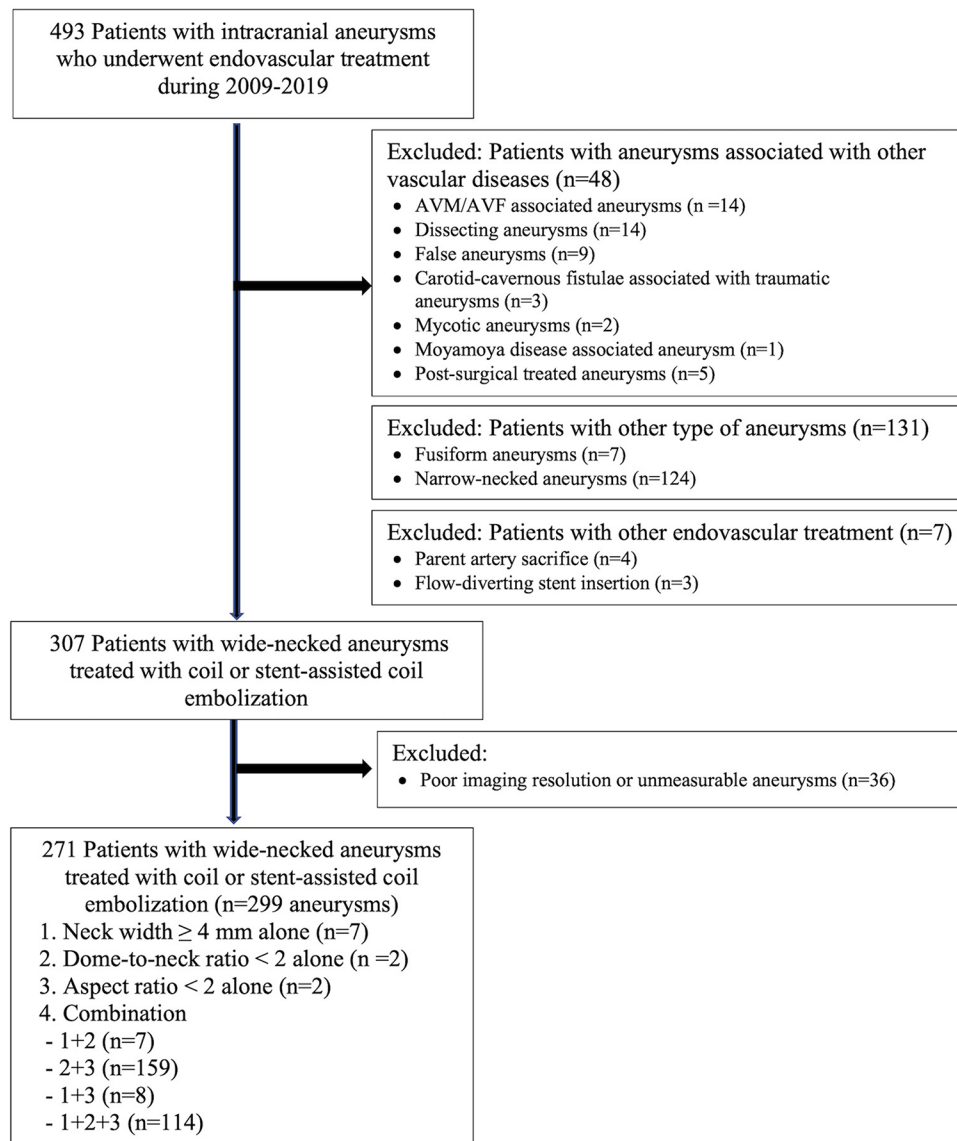 493 Patients with intracranial aneurysms
who underwent endovascular treatment
during 2009-2019
Excluded: Patients with aneurysms associated with other
vascular diseases (n=48)
• AVM/AVF associated aneurysms (n =14)
• Dissecting aneurysms (n=14)
• False aneurysms (n=9)
• Carotid-cavernous fistulae associated with traumatic
aneurysms (n=3)
• Mycotic aneurysms (n=2)
• Moyamoya disease associated aneurysm (n=1)
• Post-surgical treated aneurysms (n=5)
Excluded: Patients with other type of aneurysms (n=131)
• Fusiform aneurysms (n=7)
• Narrow-necked aneurysms (n=124)
Excluded: Patients with other endovascular treatment (n=7)
• Parent artery sacrifice (n=4)
• Flow-diverting stent insertion (n=3)
307 Patients with wide-necked aneurysms
treated with coil or stent-assisted coil
embolization
Excluded:
• Poor imaging resolution or unmeasurable aneurysms (n=36)
271 Patients with wide-necked aneurysms
treated with coil or stent-assisted coil
embolization (n=299 aneurysms)
1. Neck width ≥ 4 mm alone (n=7)
2. Dome-to-neck ratio < 2 alone (n =2)
3. Aspect ratio < 2 alone (n=2)
4. Combination
- 1+2 (n=7)
- 2+3 (n=159)
- 1+3 (n=8)
- 1+2+3 (n=114)